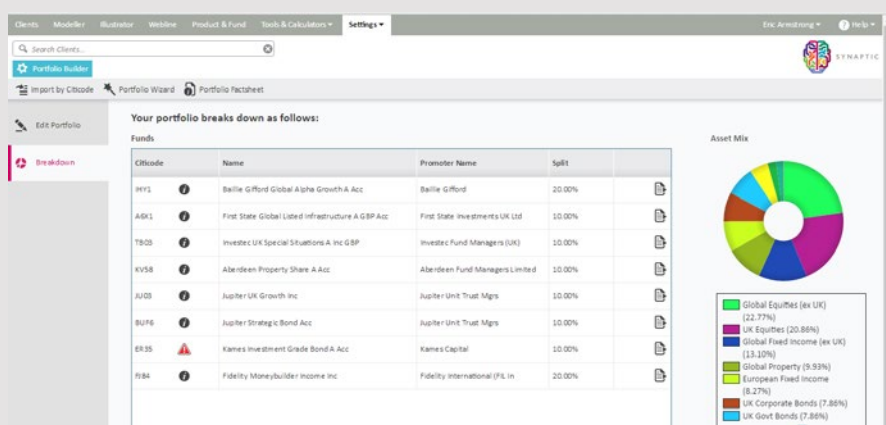 Clients Modeller Illustrator Webline Product & Fund Tools & Calculators Settings Eric Armstrong Help
Search Clients...
SYNAPTIC
Portfolio Builder
Import by Citicode Portfolio Wizard Portfolio Factsheet
Edit Portfolio
Breakdown
Your portfolio breaks down as follows:
Funds
Citicode Name Promoter Name Split
IHY1 Baillie Gifford Global Alpha Growth A Acc Baillie Gifford 20.00%
A6K1 First State Global Listed Infrastructure A GBP Acc First State Investments UK Ltd 10.00%
TB05 Investec UK Special Situations A Inc GBP Investec Fund Managers (UK) 10.00%
KV58 Aberdeen Property Share A Acc Aberdeen Fund Managers Limited 10.00%
JU03 Jupiter UK Growth Inc Jupiter Unit Trust Mgrs 10.00%
BUF6 Jupiter Strategic Bond Acc Jupiter Unit Trust Mgrs 10.00%
ER35 Kames Investment Grade Bond A Acc Kames Capital 10.00%
Fidelity Moneybuilder Income Inc Fidelity International (FIL In 20.00%
Asset Mix
Global Equities (ex UK)
(22.77%)
UK Equities (20.86%)
Global Fixed Income (ex UK)
(13.10%)
Global Property (9.93%)
European Fixed Income
(8.27%)
UK Corporate Bonds (7.86%)
UK Govt Bonds (7.86%)